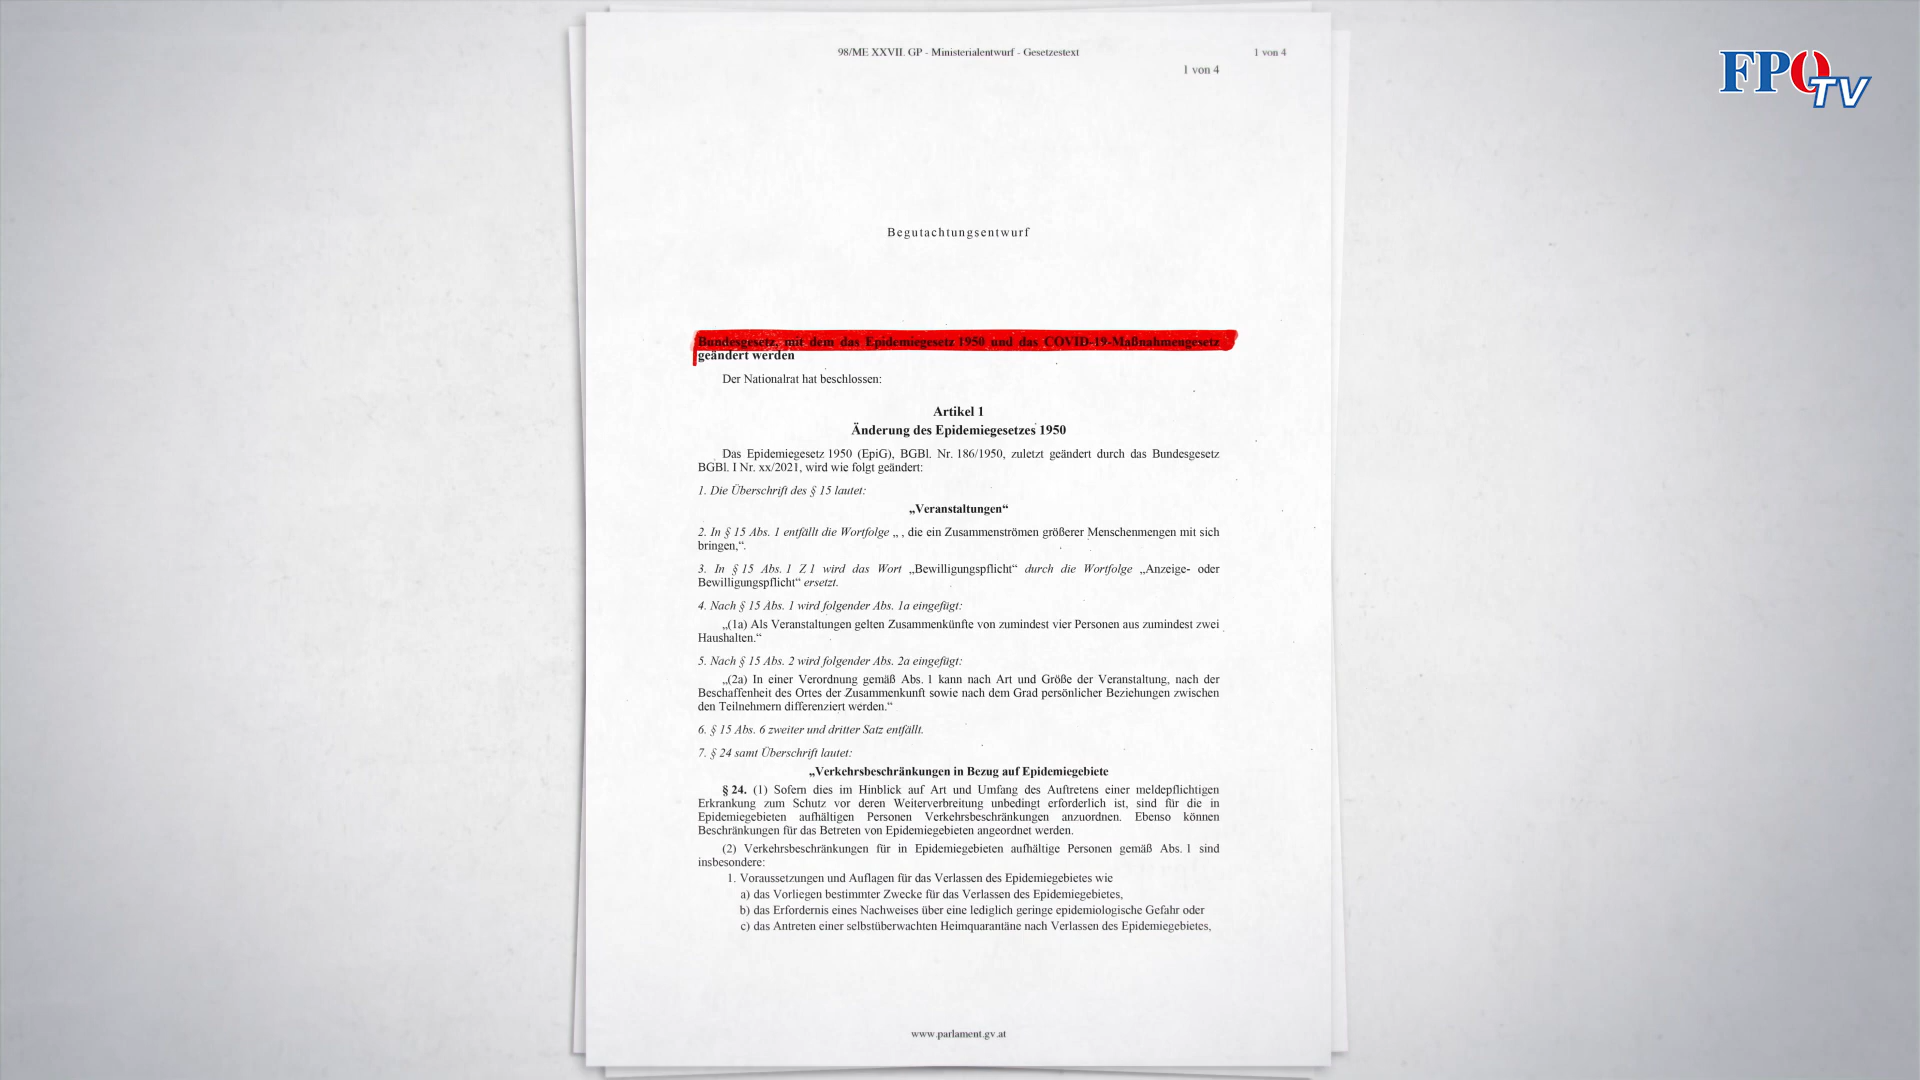 98/ME XXVII. GP - Ministerialentwurf - Gesetzestext
1 von 4
1 von 4
FPÖ
TV
Begutachtungsentwurf
Bundesgesetz, mit dem das Epidemiegesetz 1950 und das COVID-19-Maßnahmengesetz
geändert werden
Der Nationalrat hat beschlossen:
Artikel 1
Änderung des Epidemiegesetzes 1950
Das Epidemiegesetz 1950 (EpiG), BGBl. Nr. 186/1950, zuletzt geändert durch das Bundesgesetz
BGBl. I Nr. xx/2021, wird wie folgt geändert:
1. Die Überschrift des § 15 lautet:
„Veranstaltungen“
2. In § 15 Abs. 1 entfällt die Wortfolge „ , die ein Zusammenströmen größerer Menschenmengen mit sich
bringen,“.
3. In § 15 Abs. 1 Z 1 wird das Wort „Bewilligungspflicht“ durch die Wortfolge „Anzeige- oder
Bewilligungspflicht“ ersetzt.
4. Nach § 15 Abs. 1 wird folgender Abs. 1a eingefügt:
„(1a) Als Veranstaltungen gelten Zusammenkünfte von zumindest vier Personen aus zumindest zwei
Haushalten.“
5. Nach § 15 Abs. 2 wird folgender Abs. 2a eingefügt:
„(2a) In einer Verordnung gemäß Abs. 1 kann nach Art und Größe der Veranstaltung, nach der
Beschaffenheit des Ortes der Zusammenkunft sowie nach dem Grad persönlicher Beziehungen zwischen
den Teilnehmern differenziert werden.“
6. § 15 Abs. 6 zweiter und dritter Satz entfällt.
7. § 24 samt Überschrift lautet:
„Verkehrsbeschränkungen in Bezug auf Epidemiegebiete
§ 24. (1) Sofern dies im Hinblick auf Art und Umfang des Auftretens einer meldepflichtigen
Erkrankung zum Schutz vor deren Weiterverbreitung unbedingt erforderlich ist, sind für die in
Epidemiegebieten aufhältigen Personen Verkehrsbeschränkungen anzuordnen. Ebenso können
Beschränkungen für das Betreten von Epidemiegebieten angeordnet werden.
(2) Verkehrsbeschränkungen für in Epidemiegebieten aufhältige Personen gemäß Abs. 1 sind
insbesondere:
1. Voraussetzungen und Auflagen für das Verlassen des Epidemiegebietes wie
a) das Vorliegen bestimmter Zwecke für das Verlassen des Epidemiegebietes,
b) das Erfordernis eines Nachweises über eine lediglich geringe epidemiologische Gefahr oder
c) das Antreten einer selbstüberwachten Heimquarantäne nach Verlassen des Epidemiegebietes,
www.parlament.gv.at